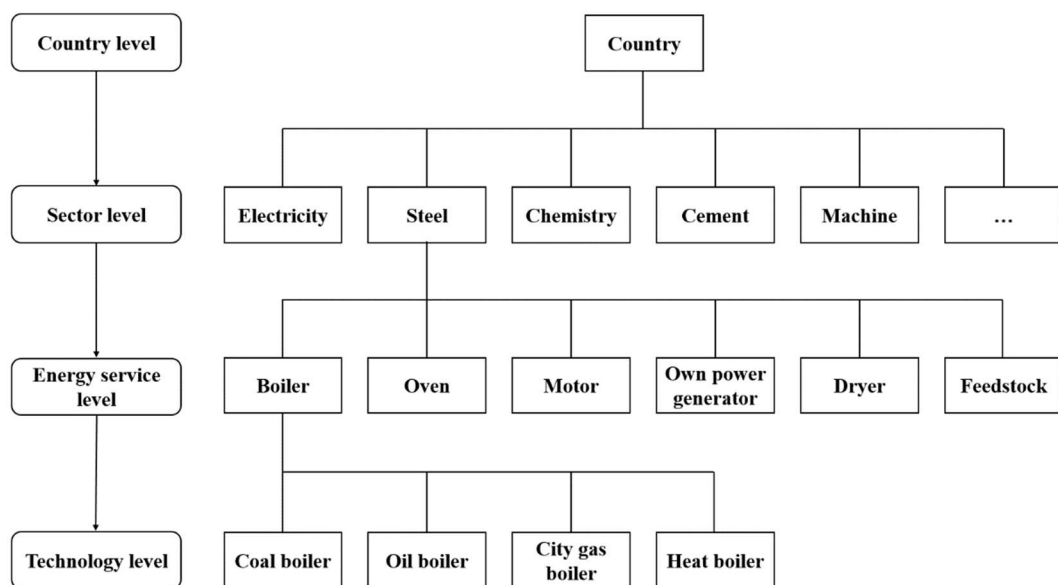 Country level
Country
Sector level
Electricity
Steel
Chemistry
Cement
Machine
...
Energy service
level
Boiler
Oven
Motor
Own power
generator
Dryer
Feedstock
Technology level
Coal boiler
Oil boiler
City gas
boiler
Heat boiler